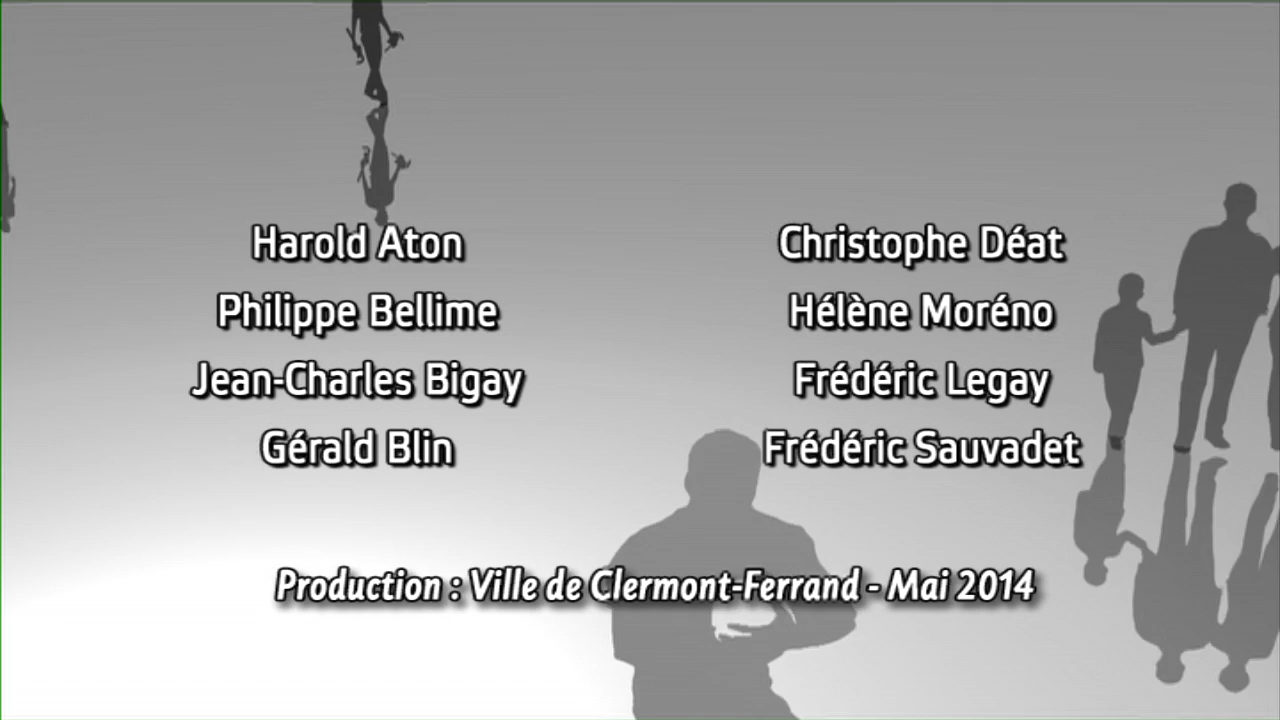 Harold Aton
Philippe Bellime
Jean-Charles Bigay
Gérald Blin
Christophe Déat
Hélène Moréno
Frédéric Legay
Frédéric Sauvadet
Production : Ville de Clermont-Ferrand - Mai 2014